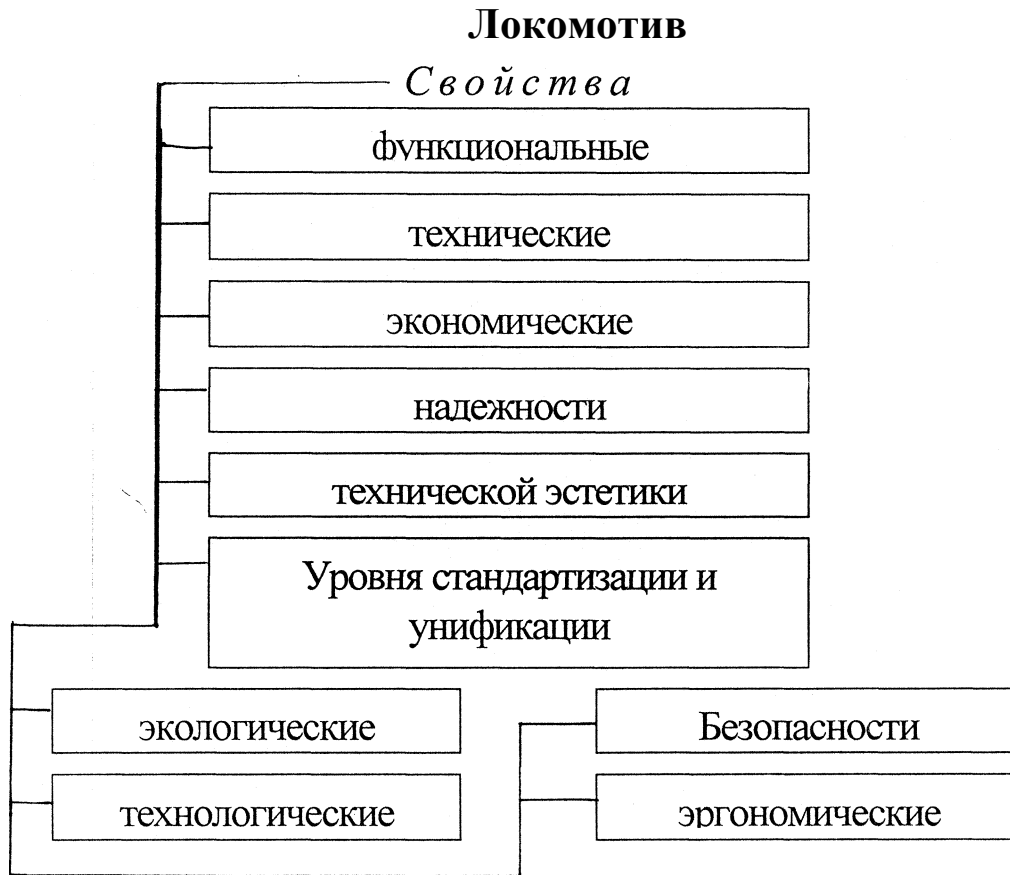 Локомотив
Свойства
функциональные
технические
экономические
надежности
технической эстетики
Уровня стандартизации и
унификации
экологические
Безопасности
технологические
эргономические